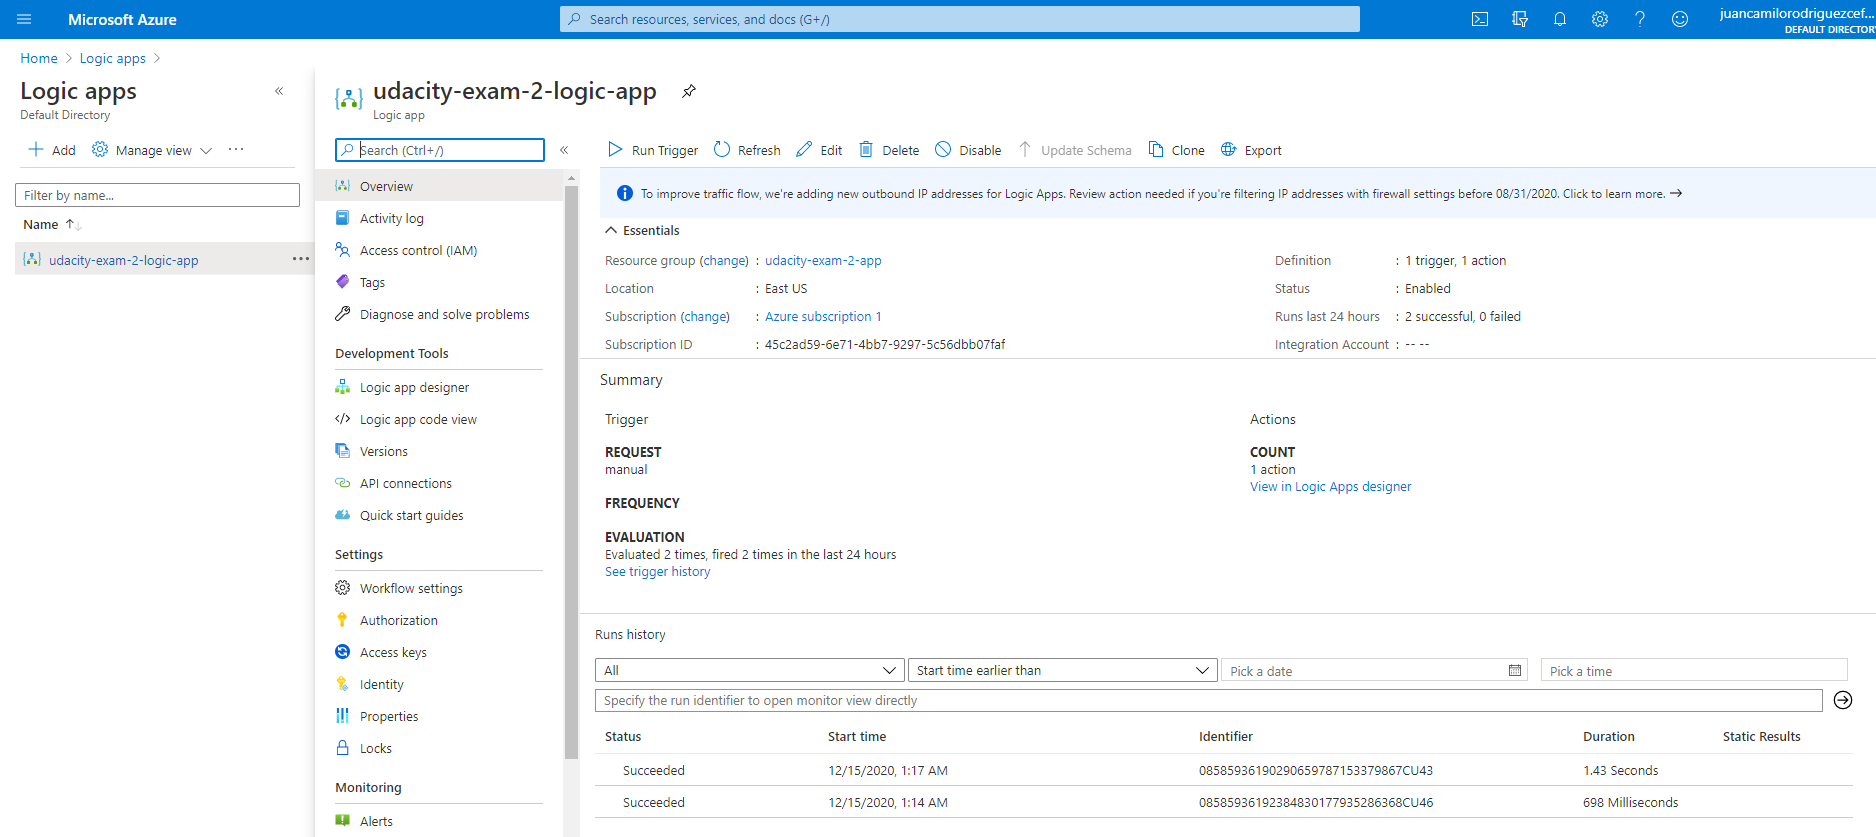 Microsoft Azure
Search resources, services, and docs (G+/)
juancamilorodriguezcef...
DEFAULT DIRECTOR
Home > Logic apps >
Logic apps
Default Directory
Add Manage view ...
Filter by name...
Name
udacity-exam-2-logic-app ...
udacity-exam-2-logic-app
Logic app
Search (Ctrl+/)
Overview
Activity log
Access control (IAM)
Tags
Diagnose and solve problems
Development Tools
Logic app designer
Logic app code view
Versions
API connections
Quick start guides
Settings
Workflow settings
Authorization
Access keys
Identity
Properties
Locks
Monitoring
Alerts
Run Trigger Refresh Edit Delete Disable Update Schema Clone Export
To improve traffic flow, we're adding new outbound IP addresses for Logic Apps. Review action needed if you're filtering IP addresses with firewall settings before 08/31/2020. Click to learn more. →
Essentials
Resource group (change) : udacity-exam-2-app
Location : East US
Subscription (change) : Azure subscription 1
Subscription ID : 45c2ad59-6e71-4bb7-9297-5c56dbb07faf
Definition : 1 trigger, 1 action
Status : Enabled
Runs last 24 hours : 2 successful, 0 failed
Integration Account : -- --
Summary
Trigger
REQUEST
manual
FREQUENCY
EVALUATION
Evaluated 2 times, fired 2 times in the last 24 hours
See trigger history
Actions
COUNT
1 action
View in Logic Apps designer
Runs history
All Start time earlier than Pick a date Pick a time
Specify the run identifier to open monitor view directly
Status Start time Identifier Duration Static Results
Succeeded 12/15/2020, 1:17 AM 08585936190290659787153379867CU43 1.43 Seconds
Succeeded 12/15/2020, 1:14 AM 08585936192384830177935286368CU46 698 Milliseconds